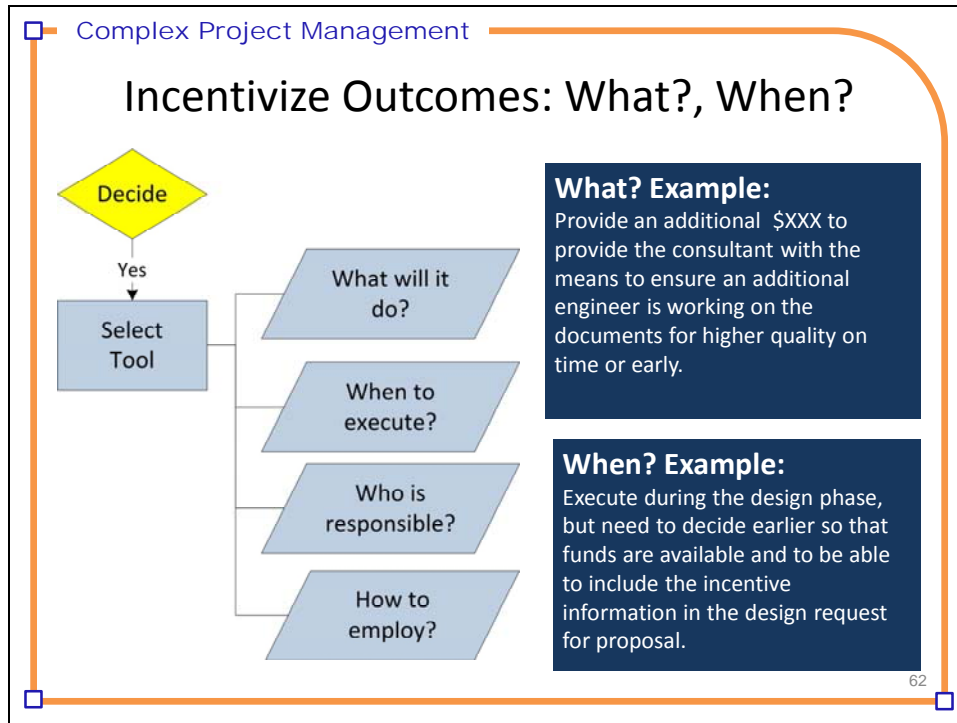 Complex Project Management
Incentivize Outcomes: What?, When?
Decide
Yes
Select
Tool
What will it
do?
When to
execute?
Who is
responsible?
How to
employ?
What? Example:
Provide an additional  $XXX to
provide the consultant with the
means to ensure an additional
engineer is working on the
documents for higher quality on
time or early.
When? Example:
Execute during the design phase,
but need to decide earlier so that
funds are available and to be able
to include the incentive
information in the design request
for proposal.
62